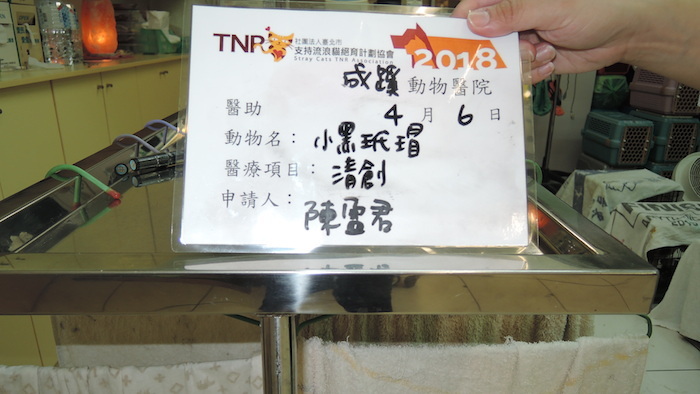 TNR 社團法人臺北市
支持流浪貓絕育計劃協會
Stray Cats TNR Association
2018
成蹟 動物醫院
醫助 4月6日
動物名： 小黑玳瑁
醫療項目： 清創
申請人： 陳雪君